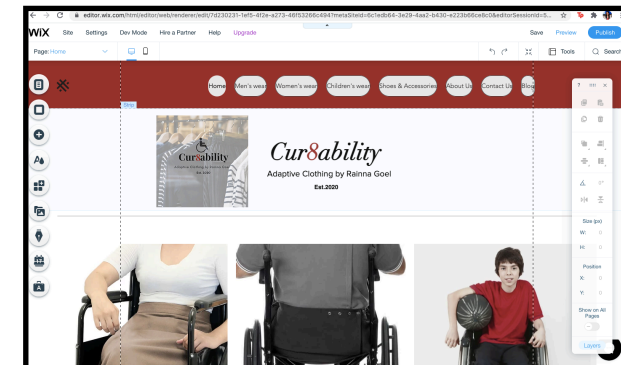 editor.wix.com/html/editor/web/renderer/edit/7d230231-1ef5-4f2e-a273-46f53266c494?metaSiteId=6c1edb64-3e29-4aa2-b430-e223b66ce8c0&editorSessionId=5...
WiX Site Settings Dev Mode Hire a Partner Help Upgrade Save Preview Publish
Page: Home Tools Search
Home Men's wear Women's wear Children's wear Shoes & Accessories About Us Contact Us Blog
Strip
Cur8ability
Adaptive Clothing by Rainna Goel
Est.2020
Cur8ability
Adaptive Clothing by Rainna Goel
Est.2020
?
Size (px)
W: 0
H: 0
Position
X: 0
Y: 0
Show on All
Pages
Layers